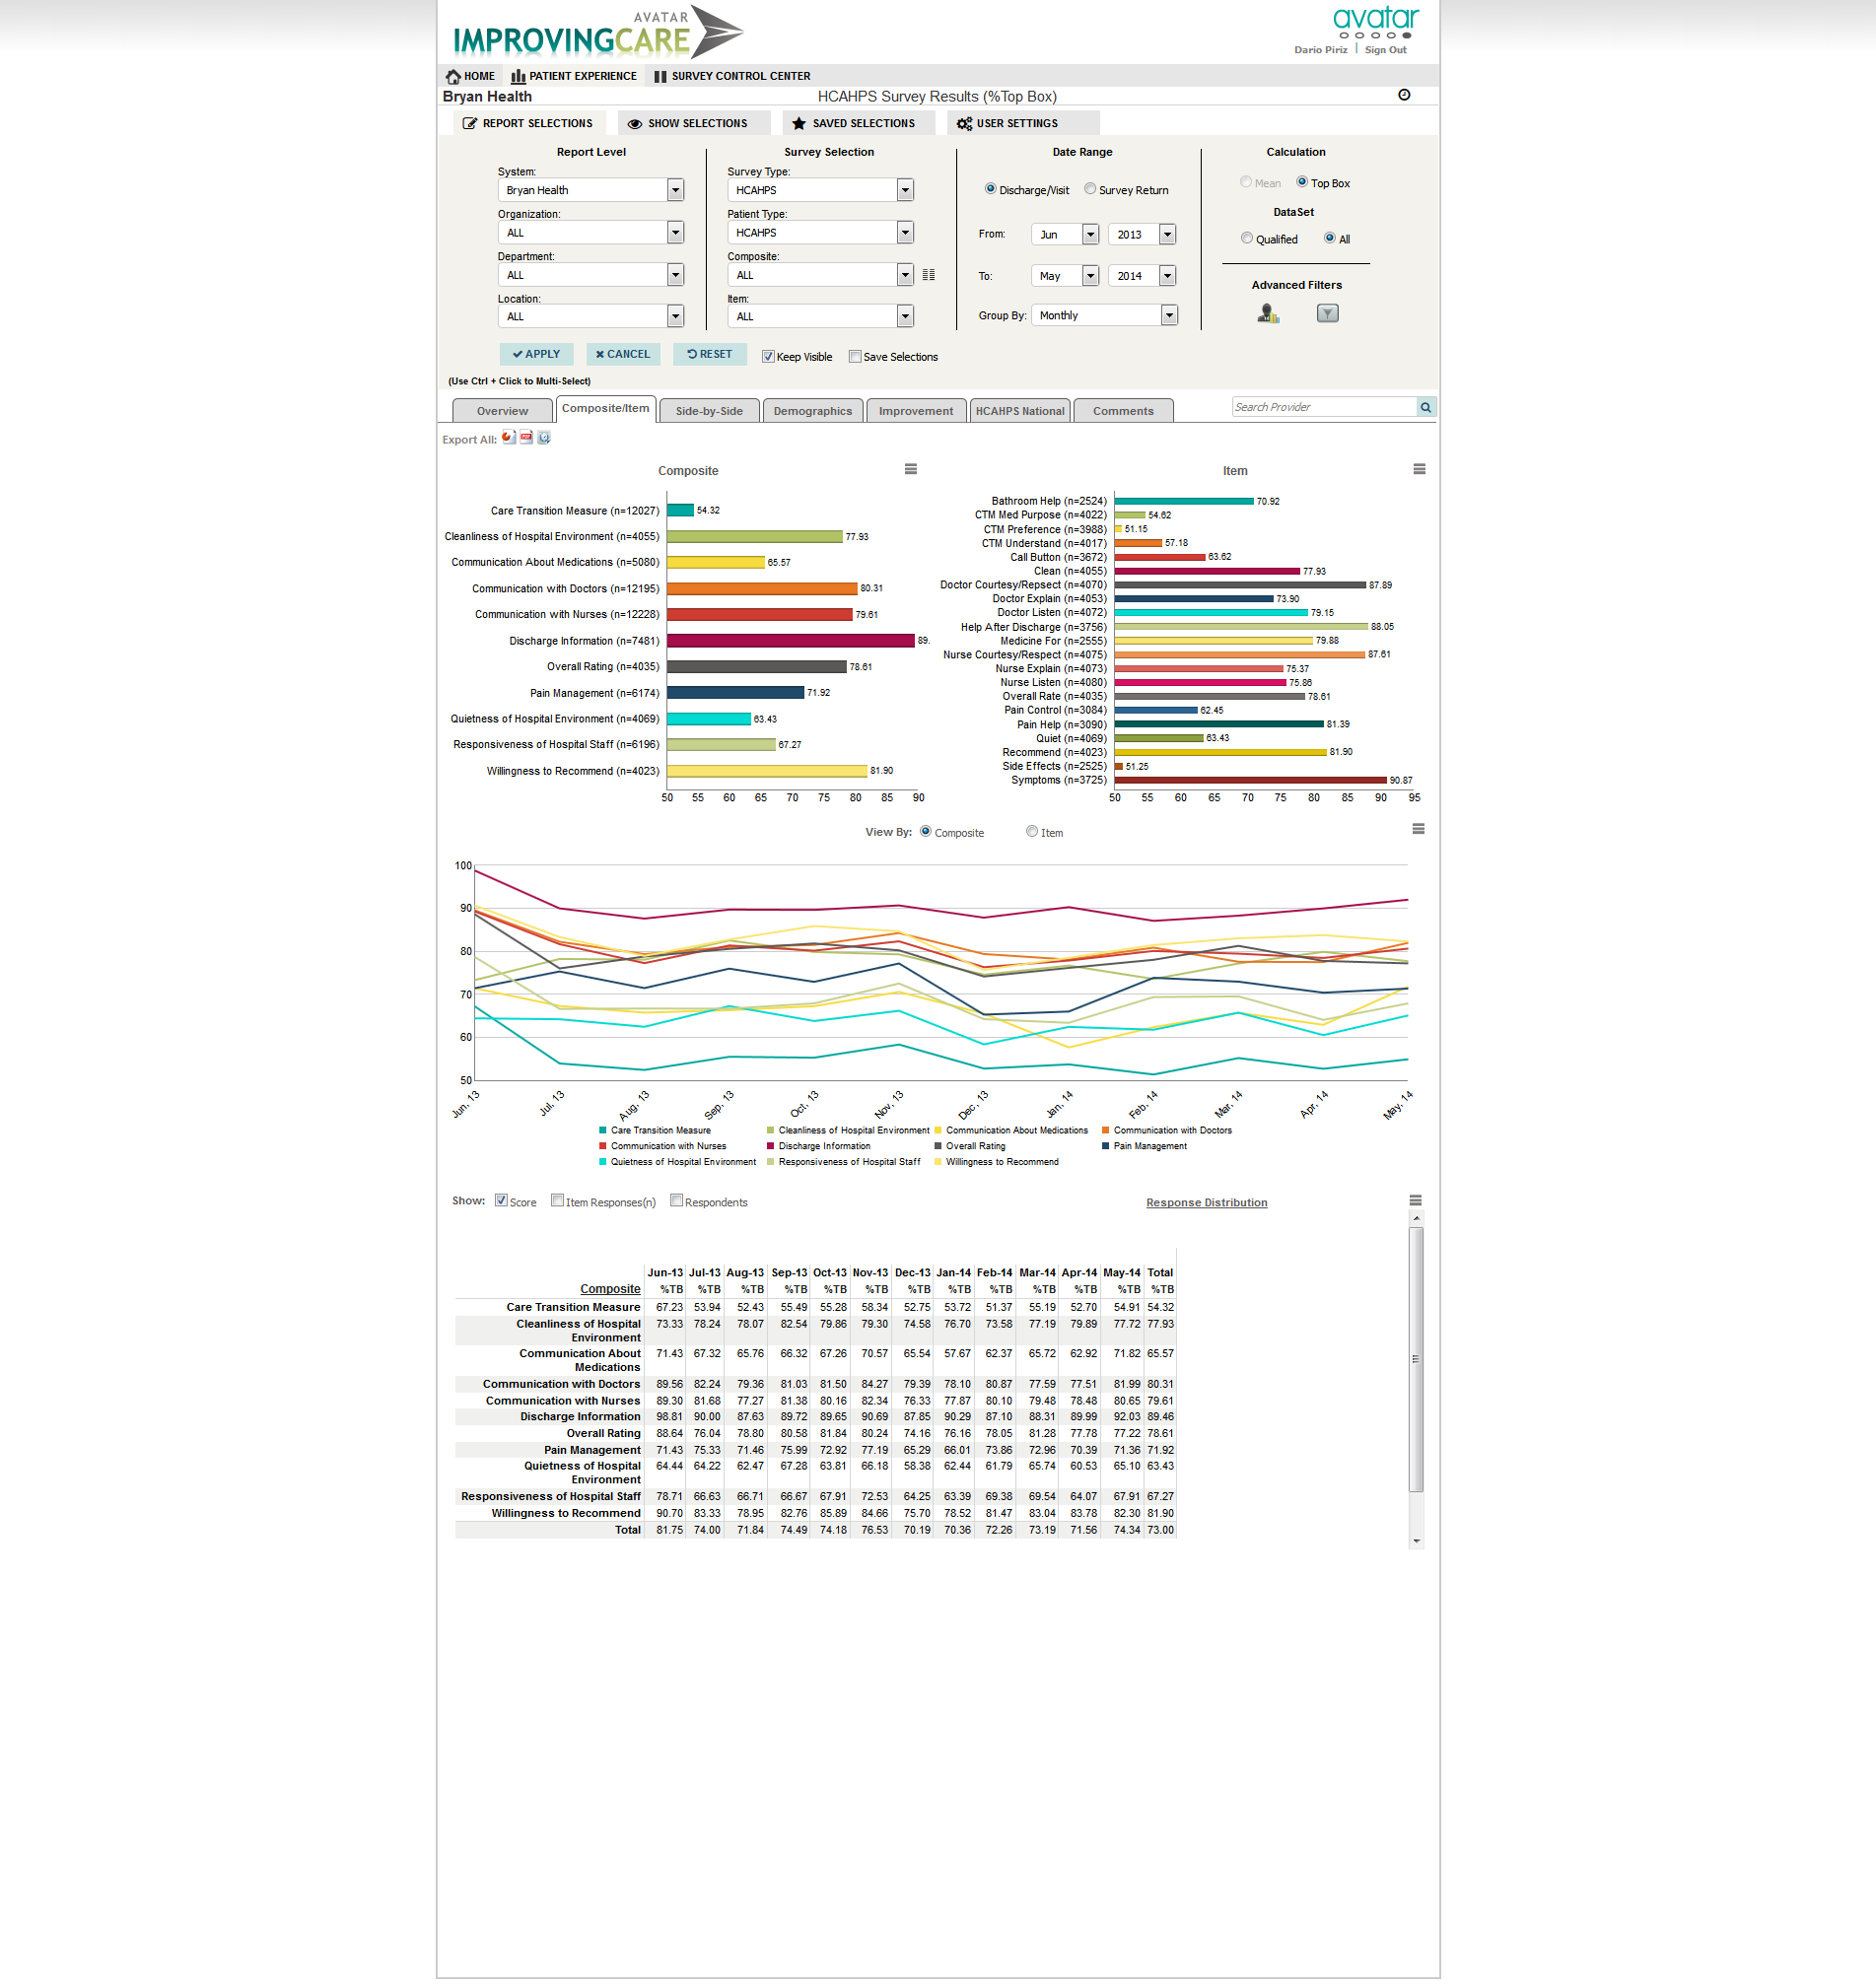 AVATAR
IMPROVINGCARE
avatar
Dario Piriz | Sign Out
HOME PATIENT EXPERIENCE SURVEY CONTROL CENTER
Bryan Health HCAHPS Survey Results (%Top Box)
REPORT SELECTIONS SHOW SELECTIONS SAVED SELECTIONS USER SETTINGS
Report Level Survey Selection Date Range Calculation
System: Survey Type:
Bryan Health HCAHPS Discharge/Visit Survey Return Mean Top Box
Organization: Patient Type: DataSet
ALL HCAHPS From: Jun 2013 Qualified All
Department: Composite:
ALL ALL To: May 2014 Advanced Filters
Location: Item:
ALL ALL Group By: Monthly
APPLY CANCEL RESET Keep Visible Save Selections
(Use Ctrl + Click to Multi-Select)
Overview Composite/Item Side-by-Side Demographics Improvement HCAHPS National Comments Search Provider
Export All:
Composite
Care Transition Measure (n=12027) 54.32
Cleanliness of Hospital Environment (n=4055) 77.93
Communication About Medications (n=5080) 65.57
Communication with Doctors (n=12195) 80.31
Communication with Nurses (n=12228) 79.61
Discharge Information (n=7481) 89.
Overall Rating (n=4035) 78.61
Pain Management (n=6174) 71.92
Quietness of Hospital Environment (n=4069) 63.43
Responsiveness of Hospital Staff (n=6196) 67.27
Willingness to Recommend (n=4023) 81.90
50 55 60 65 70 75 80 85 90
Item
Bathroom Help (n=2524) 70.92
CTM Med Purpose (n=4022) 54.62
CTM Preference (n=3988) 51.15
CTM Understand (n=4017) 57.18
Call Button (n=3672) 63.62
Clean (n=4055) 77.93
Doctor Courtesy/Repsect (n=4070) 87.89
Doctor Explain (n=4053) 73.90
Doctor Listen (n=4072) 79.15
Help After Discharge (n=3756) 88.05
Medicine For (n=2555) 79.88
Nurse Courtesy/Respect (n=4075) 87.61
Nurse Explain (n=4073) 75.37
Nurse Listen (n=4080) 75.86
Overall Rate (n=4035) 78.61
Pain Control (n=3084) 62.45
Pain Help (n=3090) 81.39
Quiet (n=4069) 63.43
Recommend (n=4023) 81.90
Side Effects (n=2525) 51.25
Symptoms (n=3725) 90.87
50 55 60 65 70 75 80 85 90 95
View By: Composite Item
100
90
80
70
60
50
Jun, 13 Jul, 13 Aug, 13 Sep, 13 Oct, 13 Nov, 13 Dec, 13 Jan, 14 Feb, 14 Mar, 14 Apr, 14 May, 14
Care Transition Measure Cleanliness of Hospital Environment Communication About Medications Communication with Doctors
Communication with Nurses Discharge Information Overall Rating Pain Management
Quietness of Hospital Environment Responsiveness of Hospital Staff Willingness to Recommend
Show: Score Item Responses(n) Respondents Response Distribution
Jun-13 Jul-13 Aug-13 Sep-13 Oct-13 Nov-13 Dec-13 Jan-14 Feb-14 Mar-14 Apr-14 May-14 Total
Composite %TB %TB %TB %TB %TB %TB %TB %TB %TB %TB %TB %TB %TB
Care Transition Measure 67.23 53.94 52.43 55.49 55.28 58.34 52.75 53.72 51.37 55.19 52.70 54.91 54.32
Cleanliness of Hospital Environment 73.33 78.24 78.07 82.54 79.86 79.30 74.58 76.70 73.58 77.19 79.89 77.72 77.93
Communication About Medications 71.43 67.32 65.76 66.32 67.26 70.57 65.54 57.67 62.37 65.72 62.92 71.82 65.57
Communication with Doctors 89.56 82.24 79.36 81.03 81.50 84.27 79.39 78.10 80.87 77.59 77.51 81.99 80.31
Communication with Nurses 89.30 81.68 77.27 81.38 80.16 82.34 76.33 77.87 80.10 79.48 78.48 80.65 79.61
Discharge Information 98.81 90.00 87.63 89.72 89.65 90.69 87.85 90.29 87.10 88.31 89.99 92.03 89.46
Overall Rating 88.64 76.04 78.80 80.58 81.84 80.24 74.16 76.16 78.05 81.28 77.78 77.22 78.61
Pain Management 71.43 75.33 71.46 75.99 72.92 77.19 65.29 66.01 73.86 72.96 70.39 71.36 71.92
Quietness of Hospital Environment 64.44 64.22 62.47 67.28 63.81 66.18 58.38 62.44 61.79 65.74 60.53 65.10 63.43
Responsiveness of Hospital Staff 78.71 66.63 66.71 66.67 67.91 72.53 64.25 63.39 69.38 69.54 64.07 67.91 67.27
Willingness to Recommend 90.70 83.33 78.95 82.76 85.89 84.66 75.70 78.52 81.47 83.04 83.78 82.30 81.90
Total 81.75 74.00 71.84 74.49 74.18 76.53 70.19 70.36 72.26 73.19 71.56 74.34 73.00